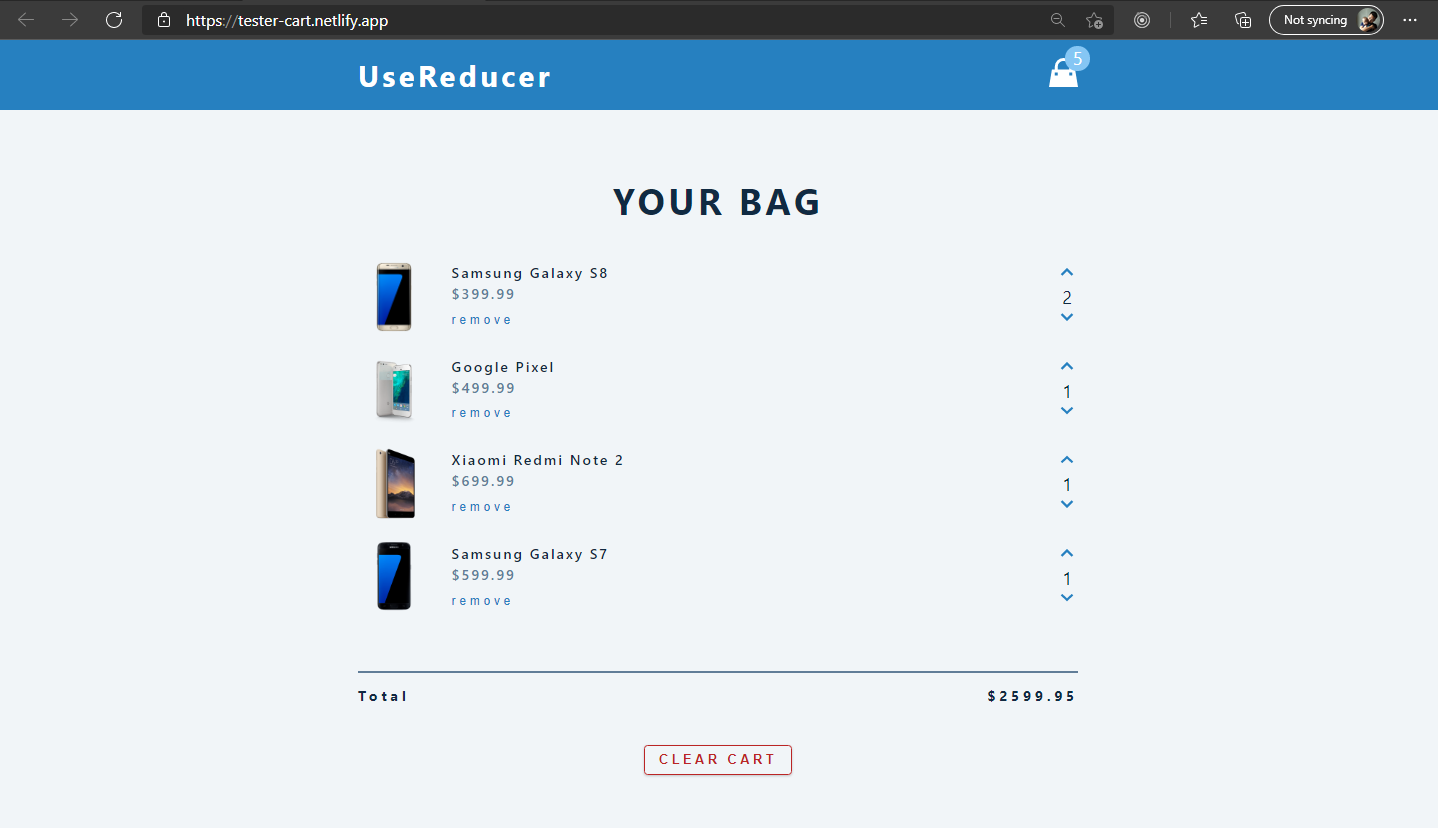 https://tester-cart.netlify.app
Not syncing
UseReducer
5
YOUR BAG
Samsung Galaxy S8
$399.99
remove
2
Google Pixel
$499.99
remove
1
Xiaomi Redmi Note 2
$699.99
remove
1
Samsung Galaxy S7
$599.99
remove
1
Total
$2599.95
CLEAR CART